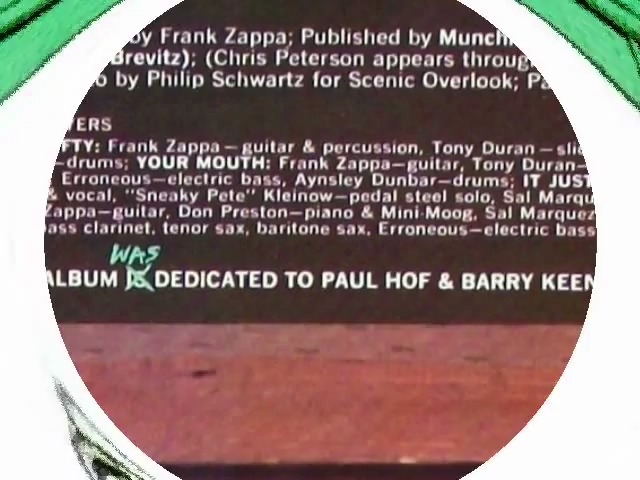 by Frank Zappa; Published by Munch
Brevitz); (Chris Peterson appears throug
o by Philip Schwartz for Scenic Overlook; Pa
YERS
FTY: Frank Zappa—guitar & percussion, Tony Duran—sli
—drums; YOUR MOUTH: Frank Zappa—guitar, Tony Duran—
Erroneous—electric bass, Aynsley Dunbar—drums; IT JUST
& vocal, "Sneaky Pete" Kleinow—pedal steel solo, Sal Marqu
Zappa—guitar, Don Preston—piano & Mini-Moog, Sal Marquez
ass clarinet, tenor sax, baritone sax, Erroneous—electric bass
WAS
ALBUM IS DEDICATED TO PAUL HOF & BARRY KEEN